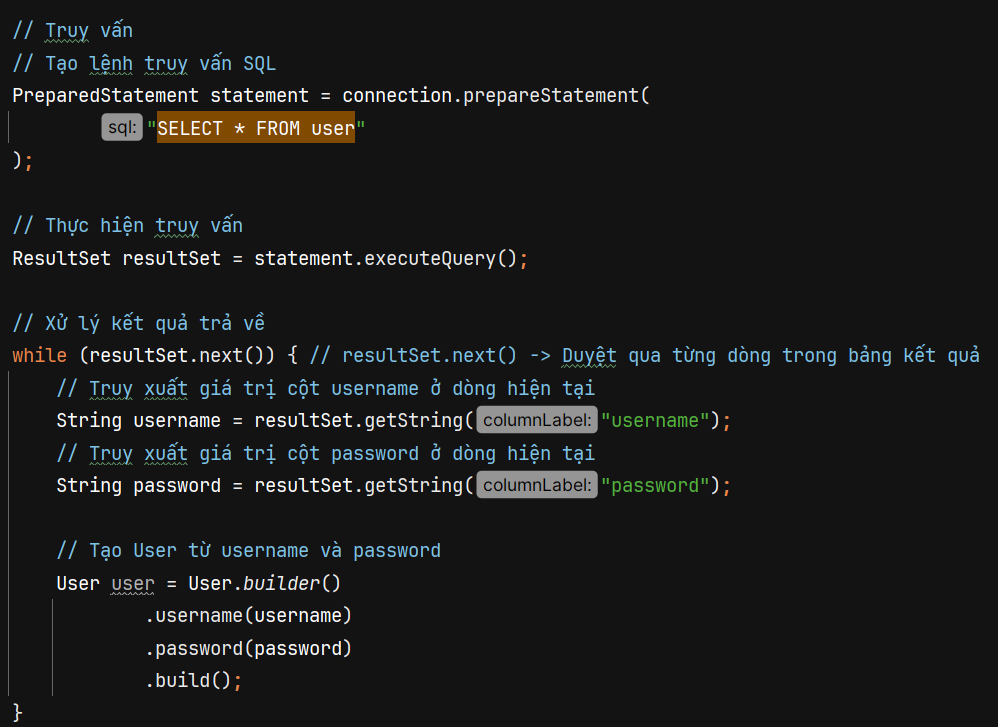 // Truy vấn
// Tạo lệnh truy vấn SQL
PreparedStatement statement = connection.prepareStatement(
sql: "SELECT * FROM user"
);
// Thực hiện truy vấn
ResultSet resultSet = statement.executeQuery();
// Xử lý kết quả trả về
while (resultSet.next()) { // resultSet.next() -> Duyệt qua từng dòng trong bảng kết quả
// Truy xuất giá trị cột username ở dòng hiện tại
String username = resultSet.getString(columnLabel: "username");
// Truy xuất giá trị cột password ở dòng hiện tại
String password = resultSet.getString(columnLabel: "password");
// Tạo User từ username và password
User user = User.builder()
.username(username)
.password(password)
.build();
}